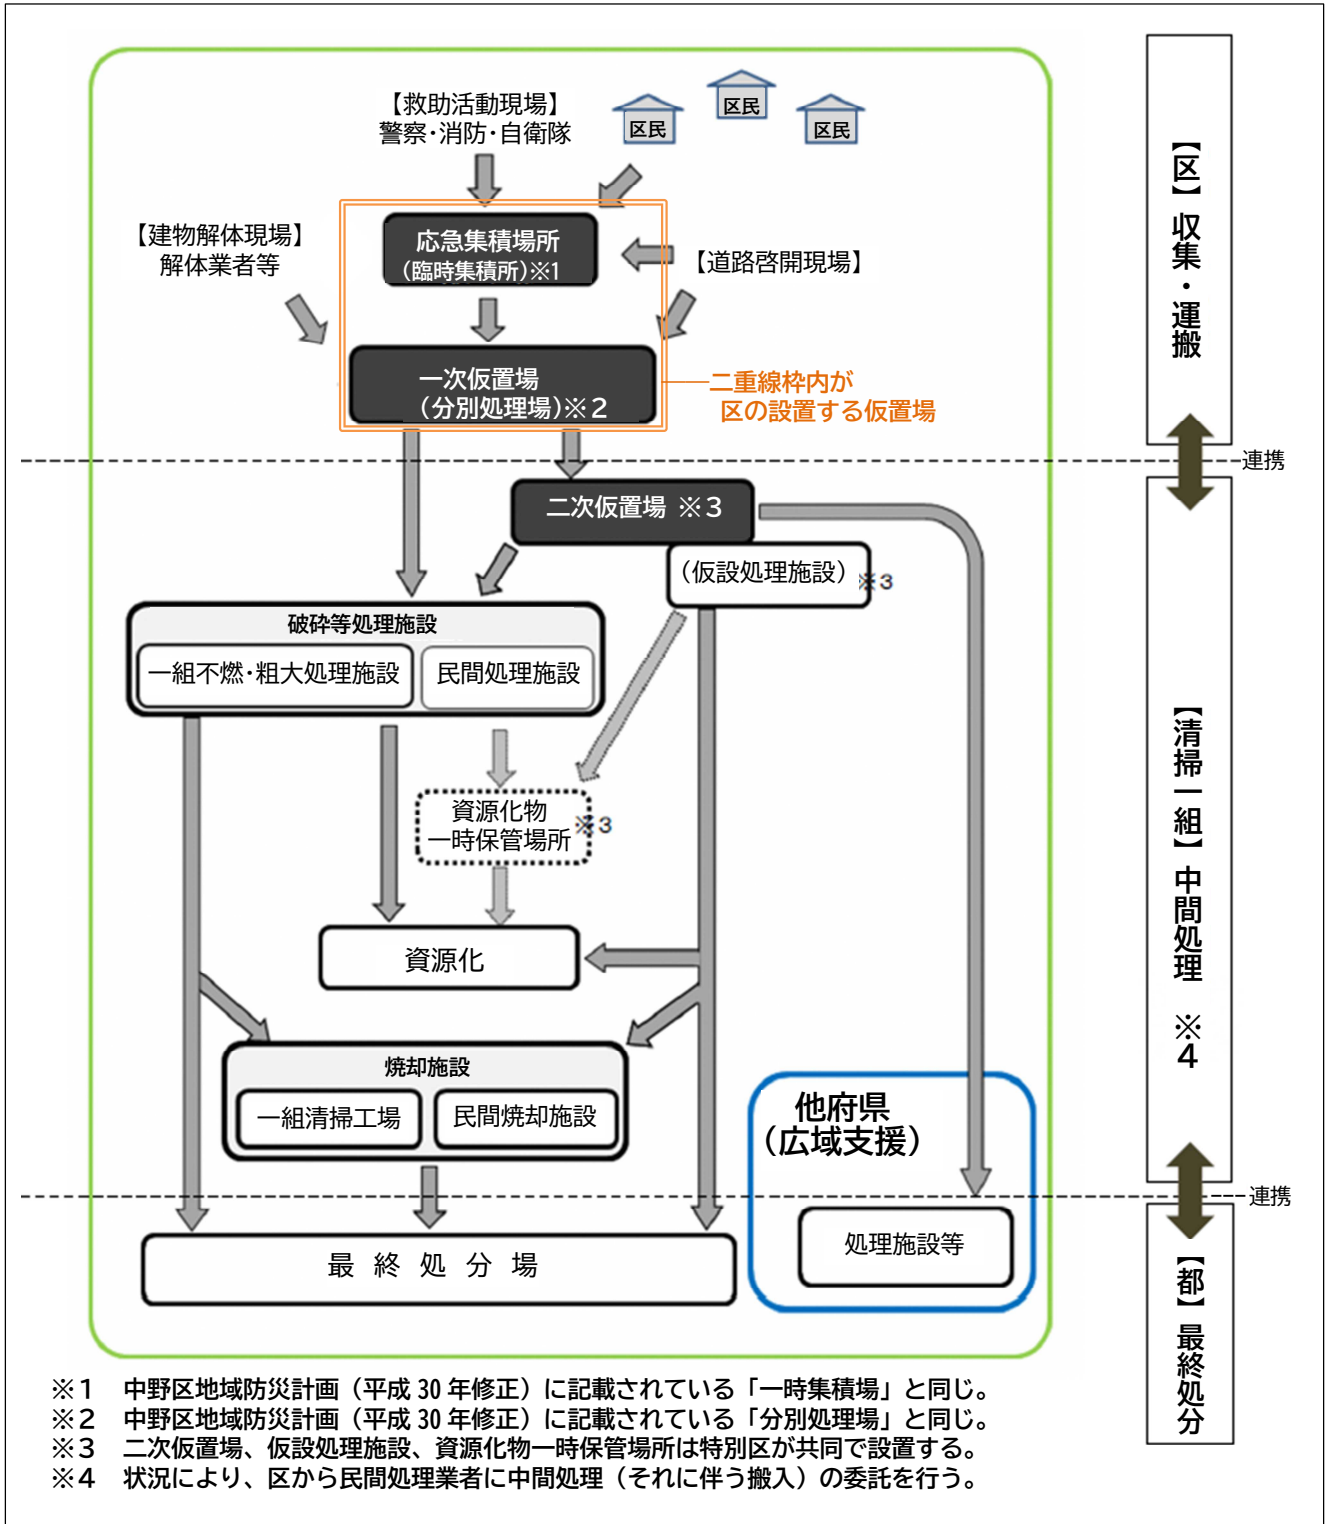 【救助活動現場】
警察・消防・自衛隊
区民
区民
区民
【建物解体現場】
解体業者等
応急集積場所
(臨時集積所)※1
【道路啓開現場】
一次仮置場
(分別処理場)※２
二重線枠内が
区の設置する仮置場
【区】収集・運搬
連携
二次仮置場 ※３
(仮設処理施設)
※3
破砕等処理施設
一組不燃・粗大処理施設
民間処理施設
資源化物
一時保管場所
※3
資源化
焼却施設
一組清掃工場
民間焼却施設
【清掃一組】中間処理 ※４
他府県
(広域支援)
連携
処理施設等
最終処分場
【都】最終処分
※１ 中野区地域防災計画（平成 30 年修正）に記載されている「一時集積場」と同じ。
※２ 中野区地域防災計画（平成 30 年修正）に記載されている「分別処理場」と同じ。
※３ 二次仮置場、仮設処理施設、資源化物一時保管場所は特別区が共同で設置する。
※４ 状況により、区から民間処理業者に中間処理（それに伴う搬入）の委託を行う。